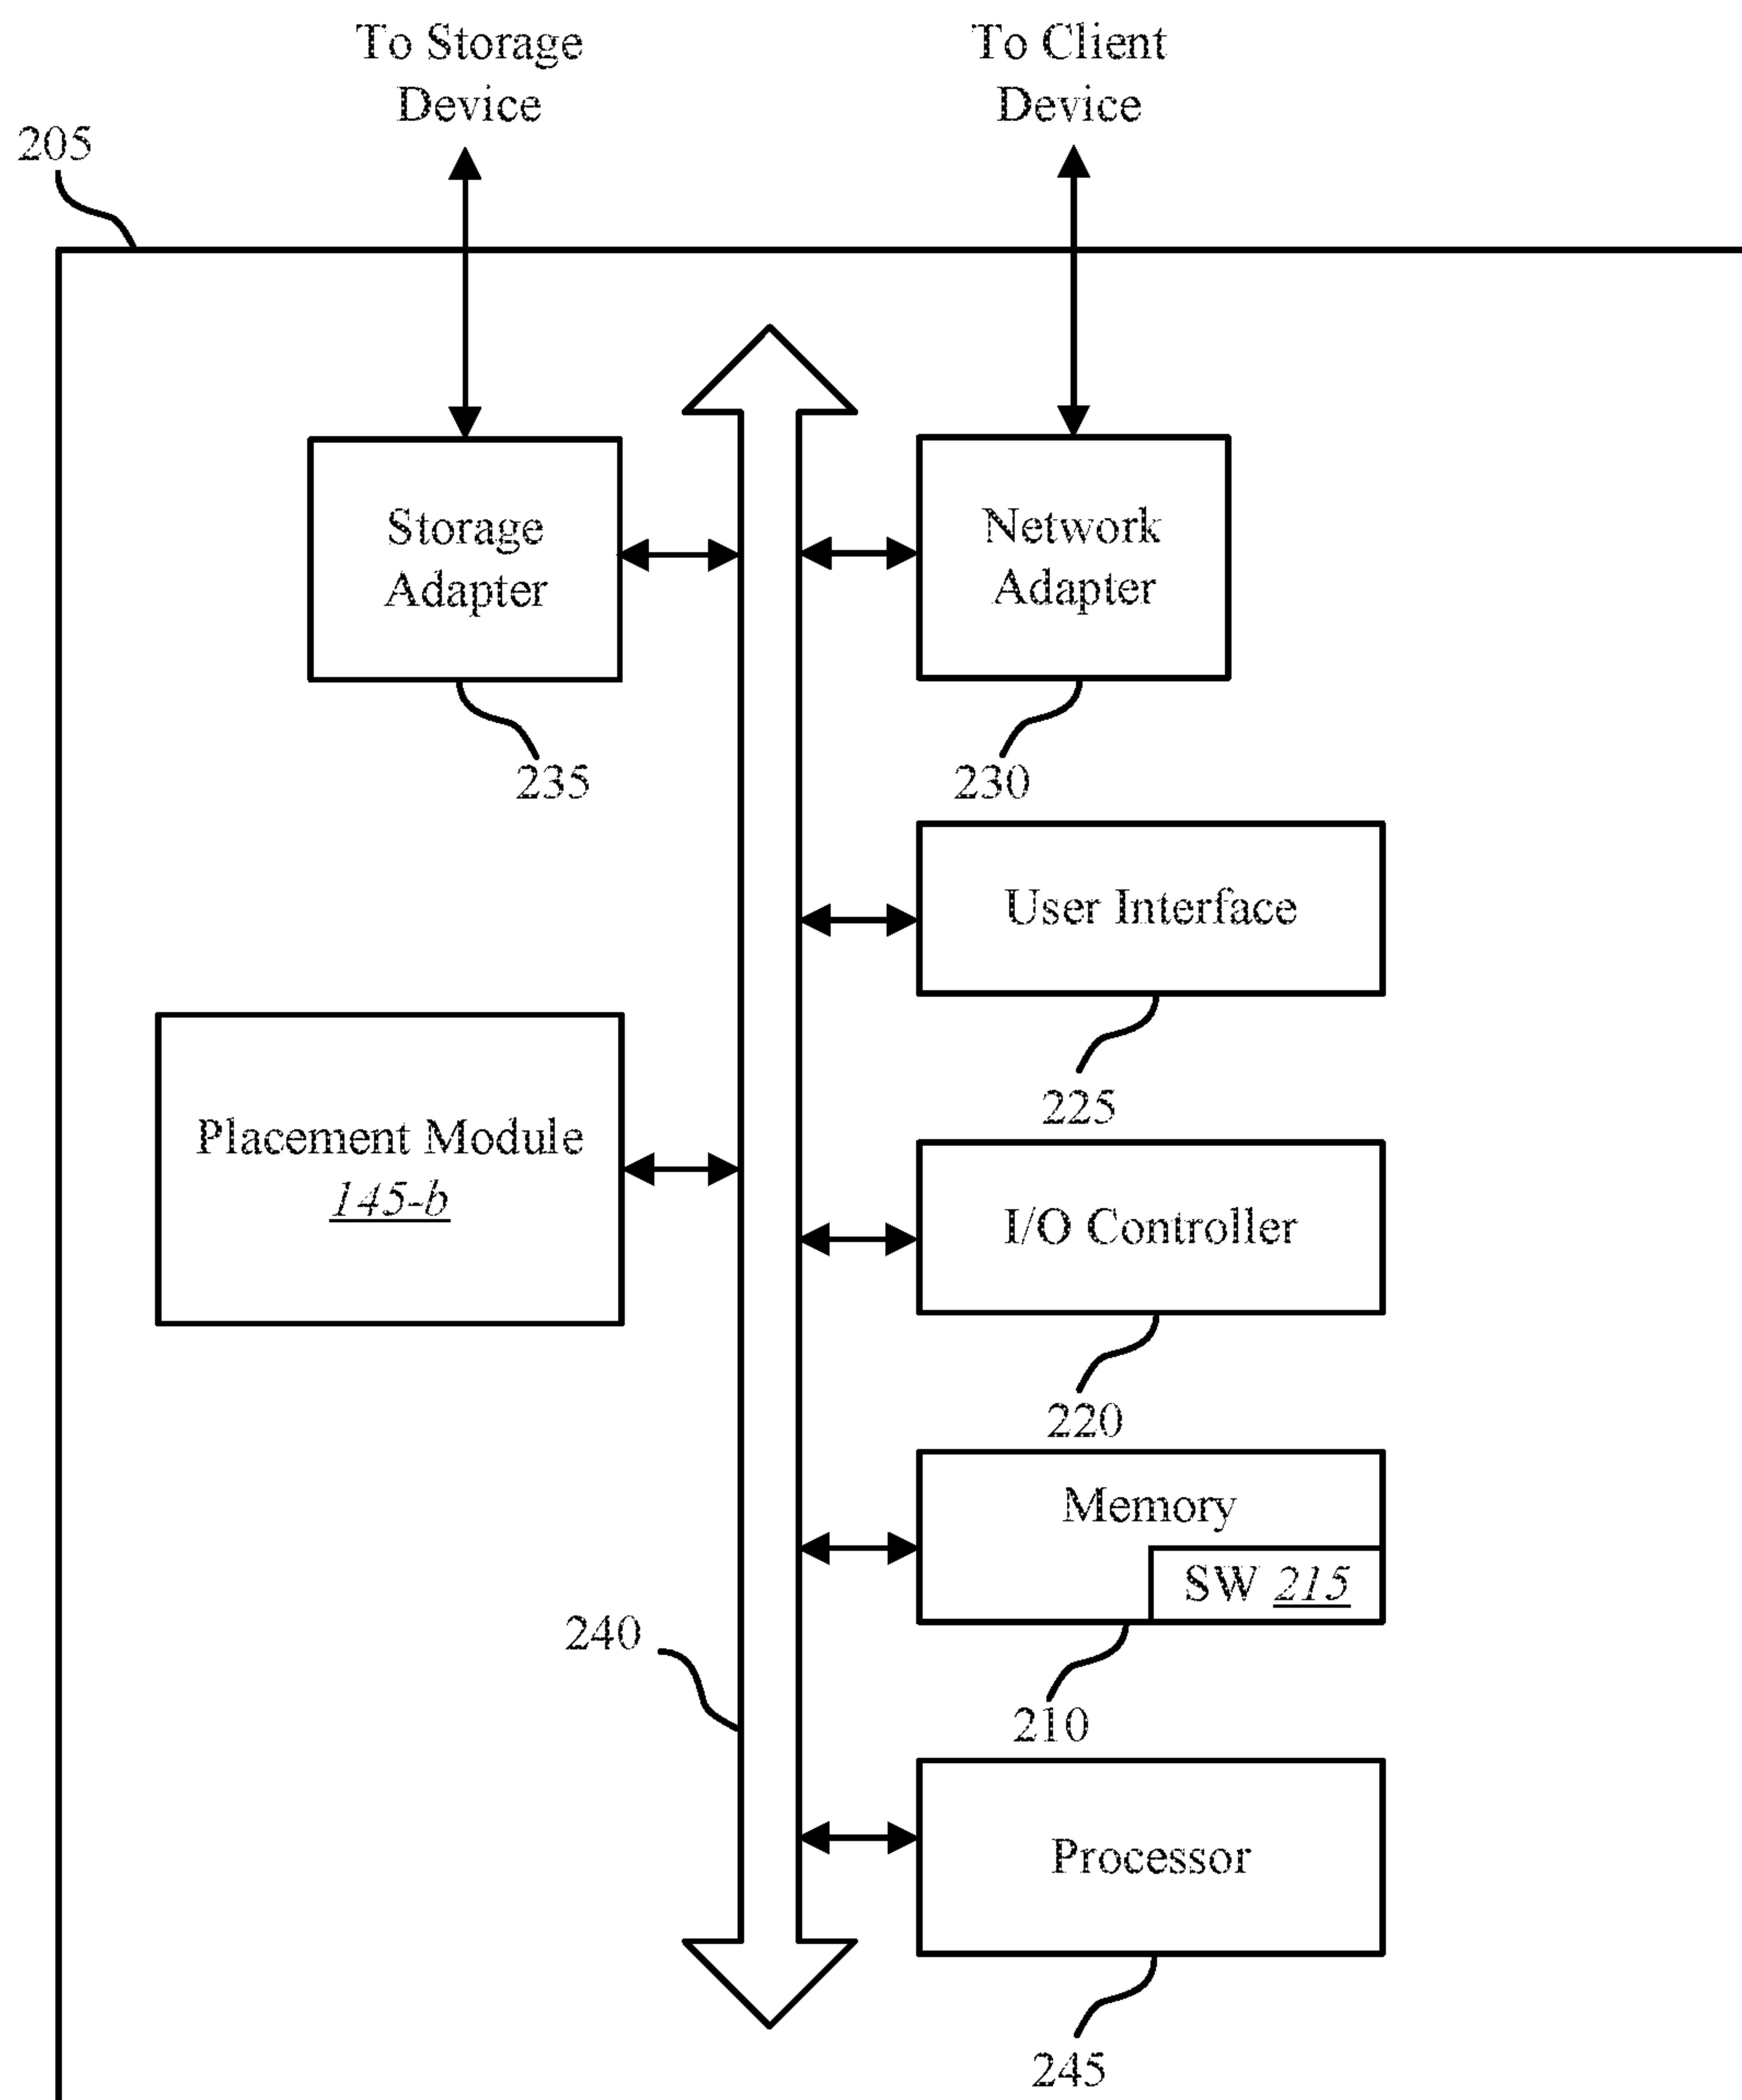 To Storage
Device
To Client
Device
205
Storage
Adapter
Network
Adapter
235
230
User Interface
225
Placement Module
145-b
I/O Controller
220
Memory
SW 215
240
210
Processor
245